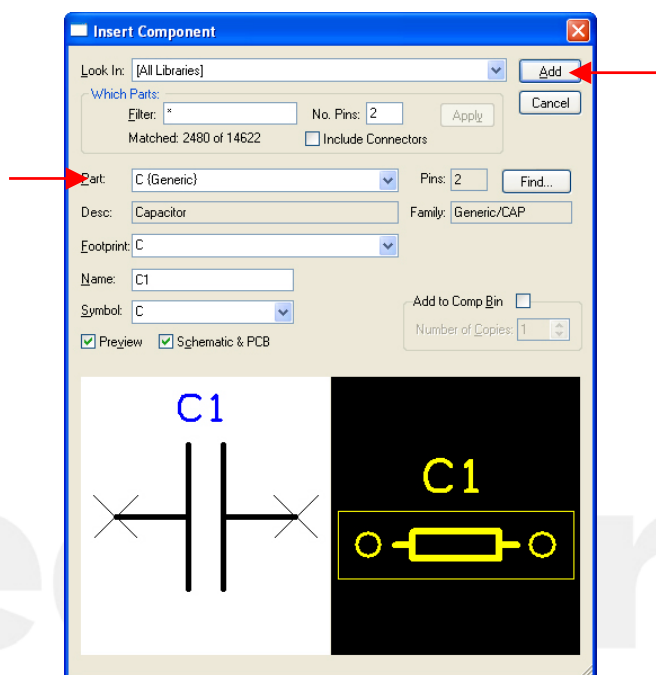 Insert Component
Look In: [All Libraries] Add
Which Parts:
Filter: * No. Pins: 2 Apply Cancel
Matched: 2480 of 14622 Include Connectors
Part: C {Generic} Pins: 2 Find...
Desc: Capacitor Family: Generic/CAP
Footprint: C
Name: C1
Symbol: C Add to Comp Bin
Preview Schematic & PCB Number of Copies: 1
C1
C1